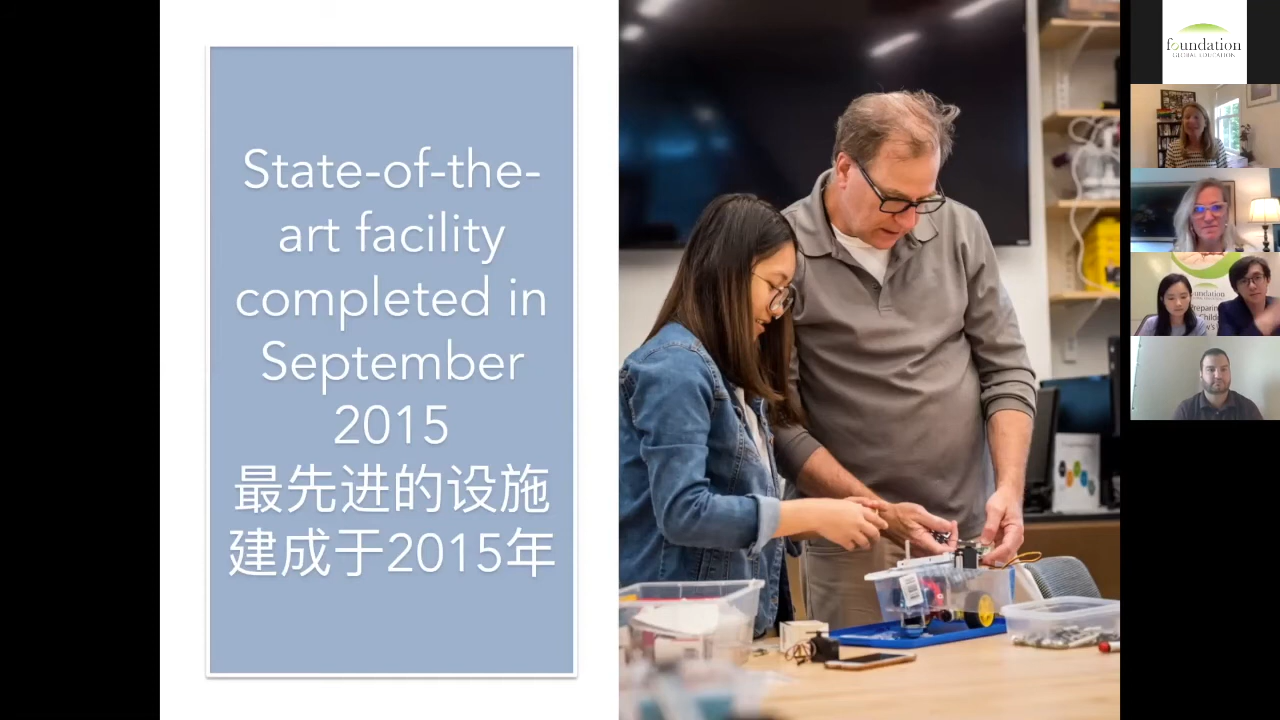 State-of-the-
art facility
completed in
September
2015
最先进的设施
建成于2015年
foundation
GLOBAL EDUCATION